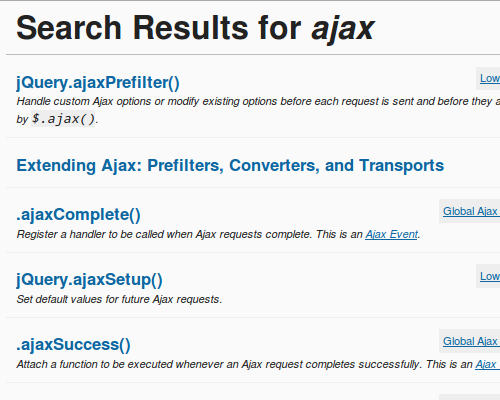 Search Results for ajax
jQuery.ajaxPrefilter()
Low
Handle custom Ajax options or modify existing options before each request is sent and before they a
by $.ajax().
Extending Ajax: Prefilters, Converters, and Transports
.ajaxComplete()
Global Ajax
Register a handler to be called when Ajax requests complete. This is an Ajax Event.
jQuery.ajaxSetup()
Low
Set default values for future Ajax requests.
.ajaxSuccess()
Global Ajax
Attach a function to be executed whenever an Ajax request completes successfully. This is an Ajax